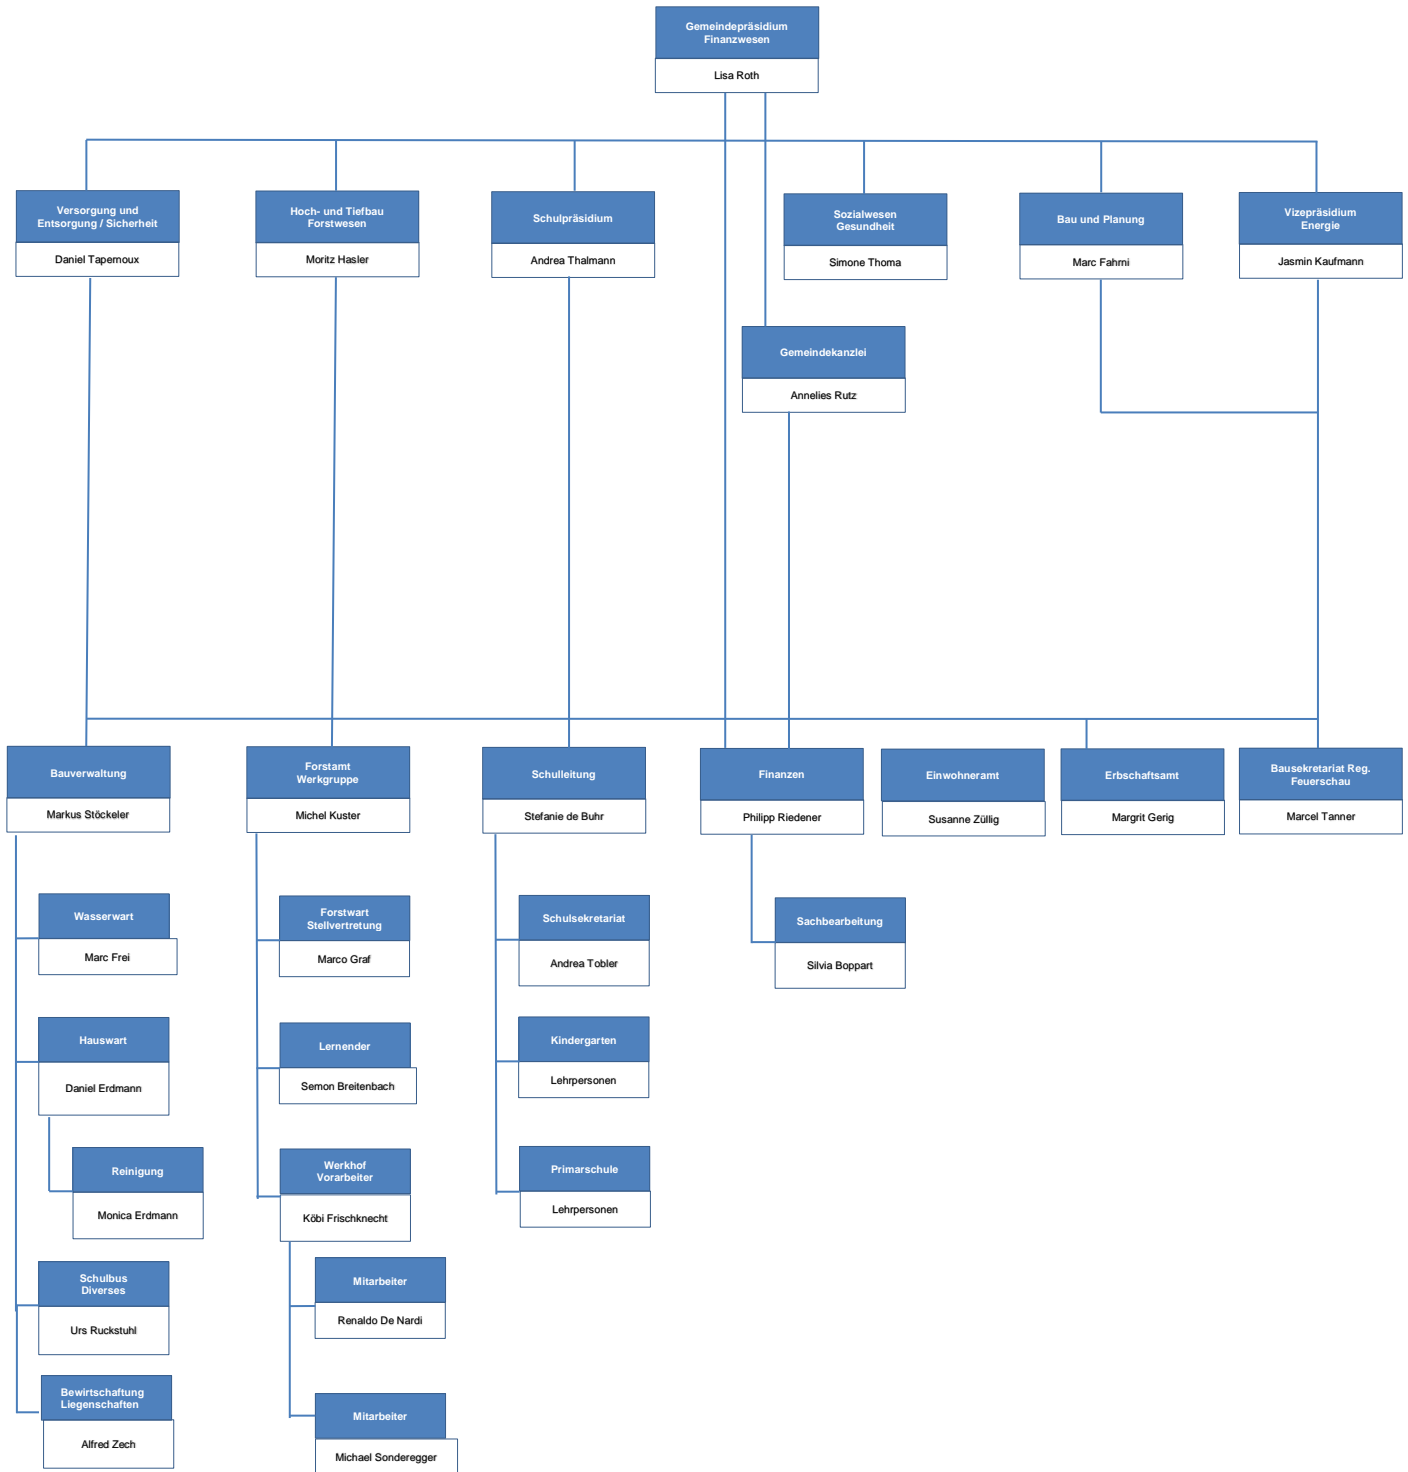 Gemeindepräsidium
Finanzwesen
Lisa Roth
Versorgung und
Entsorgung / Sicherheit
Daniel Tapernoux
Hoch- und Tiefbau
Forstwesen
Moritz Hasler
Schulpräsidium
Andrea Thalmann
Sozialwesen
Gesundheit
Simone Thoma
Bau und Planung
Marc Fahrni
Vizepräsidium
Energie
Jasmin Kaufmann
Gemeindekanzlei
Annelies Rutz
Bauverwaltung
Markus Stöckeler
Forstamt
Werkgruppe
Michel Kuster
Schulleitung
Stefanie de Buhr
Finanzen
Philipp Riedener
Einwohneramt
Susanne Züllig
Erbschaftsamt
Margrit Gerig
Bausekretariat Reg.
Feuerschau
Marcel Tanner
Wasserwart
Marc Frei
Hauswart
Daniel Erdmann
Reinigung
Monica Erdmann
Schulbus
Diverses
Urs Ruckstuhl
Bewirtschaftung
Liegenschaften
Alfred Zech
Forstwart
Stellvertretung
Marco Graf
Lernender
Semon Breitenbach
Werkhof
Vorarbeiter
Köbi Frischknecht
Mitarbeiter
Renaldo De Nardi
Mitarbeiter
Michael Sonderegger
Schulsekretariat
Andrea Tobler
Kindergarten
Lehrpersonen
Primarschule
Lehrpersonen
Sachbearbeitung
Silvia Boppart